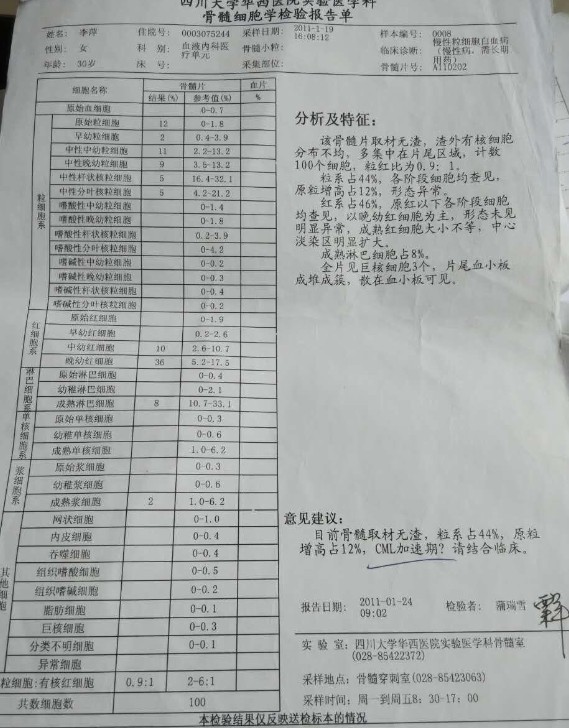 四川大学华西医院实验医学科
骨髓细胞学检验报告单
姓名: 李萍 住院号: 0003075244 采样日期: 2011-1-19 16:08:12 样本编号: 0008
性别: 女 科别: 血液内科医疗单元 骨髓小粒: 临床诊断: 慢性粒细胞白血病(慢性病,需长期用药)
年龄: 30岁 床号: 采集部位: 骨髓片号: A110202
细胞名称 骨髓片 血片
结果(%) 参考值(%) %
原始血细胞 0-0.7
粒细胞系
原始粒细胞 12 0-1.8
早幼粒细胞 2 0.4-3.9
中性中幼粒细胞 11 2.2-13.2
中性晚幼粒细胞 9 3.5-13.2
中性杆状核粒细胞 5 16.4-32.1
中性分叶核粒细胞 5 4.2-21.2
嗜酸性中幼粒细胞 0-1.4
嗜酸性晚幼粒细胞 0-1.8
嗜酸性杆状核粒细胞 0.2-3.9
嗜酸性分叶核粒细胞 0-4.2
嗜碱性中幼粒细胞 0-0.2
嗜碱性晚幼粒细胞 0-0.3
嗜碱性杆状核粒细胞 0-0.4
嗜碱性分叶核粒细胞 0-0.2
红细胞系
原始红细胞 0-1.9
早幼红细胞 0.2-2.6
中幼红细胞 10 2.6-10.7
晚幼红细胞 36 5.2-17.5
淋巴细胞系
原始淋巴细胞 0-0.4
幼稚淋巴细胞 0-2.1
成熟淋巴细胞 8 10.7-33.1
单核细胞系
原始单核细胞 0-0.3
幼稚单核细胞 0-0.6
成熟单核细胞 1.0-6.2
浆细胞系
原始浆细胞 0-0.3
幼稚浆细胞 0-0.6
成熟浆细胞 2 1.0-6.2
其他细胞
网状细胞 0-1.0
内皮细胞 0-0.4
吞噬细胞 0-0.4
组织嗜酸细胞 0-0.5
组织嗜碱细胞 0-0.2
脂肪细胞 0-0.1
巨核细胞 0-0.3
分类不明细胞 0-0.1
异常细胞
粒细胞:有核红细胞 0.9:1 2-6:1
共数细胞数 100
分析及特征:
该骨髓片取材无渣,渣外有核细胞
分布不均,多集中在片尾区域,计数
100个细胞,粒红比为0.9:1。
粒系占44%,各阶段细胞均查见,
原粒增高占12%,形态异常。
红系占46%,原红以下各阶段细胞
均查见,以晚幼红细胞为主,形态未见
明显异常,成熟红细胞大小不等,中心
淡染区明显扩大。
成熟淋巴细胞占8%。
全片见巨核细胞3个,片尾血小板
成堆成簇,散在血小板可见。
意见建议:
目前骨髓取材无渣,粒系占44%,原粒
增高占12%,CML加速期?请结合临床。
报告日期: 2011-01-24 09:02 检验者: 蒲瑞雪
实验室:四川大学华西医院实验医学科骨髓室
(028-85422372)
采样地点:骨髓穿刺室(028-85423063)
采样时间:周一到周五8:30-17:00
本检验结果仅反映送检标本的情况